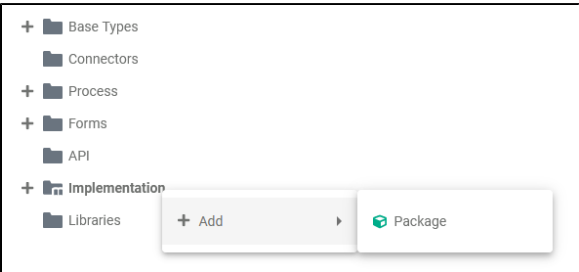 Base Types
Connectors
Process
Forms
API
Implementation
Libraries
Add
Package